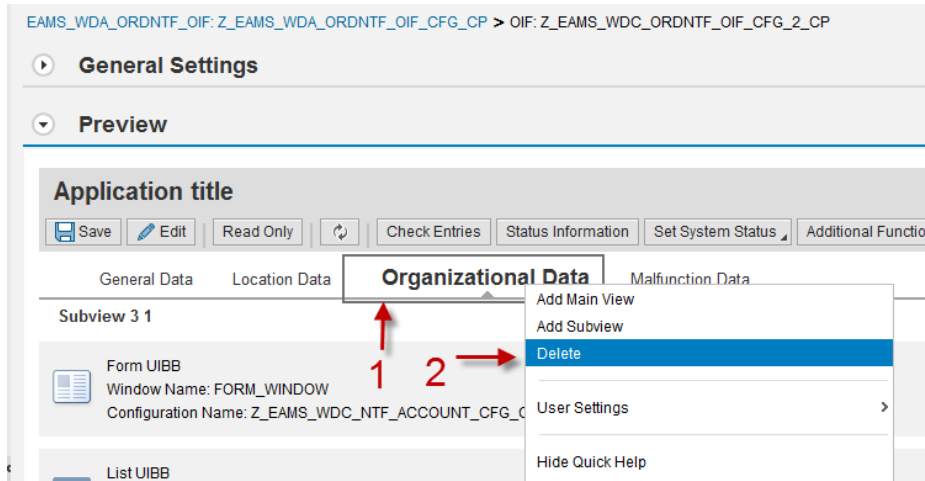 EAMS_WDA_ORDNTF_OIF: Z_EAMS_WDA_ORDNTF_OIF_CFG_CP > OIF: Z_EAMS_WDC_ORDNTF_OIF_CFG_2_CP
General Settings
Preview
Application title
Save Edit Read Only Check Entries Status Information Set System Status Additional Functio
General Data Location Data Organizational Data Malfunction Data
Add Main View
Subview 3 1
Add Subview
Delete
Form UIBB
1 2
Window Name: FORM_WINDOW
Configuration Name: Z_EAMS_WDC_NTF_ACCOUNT_CFG_C
User Settings
Hide Quick Help
List UIBB